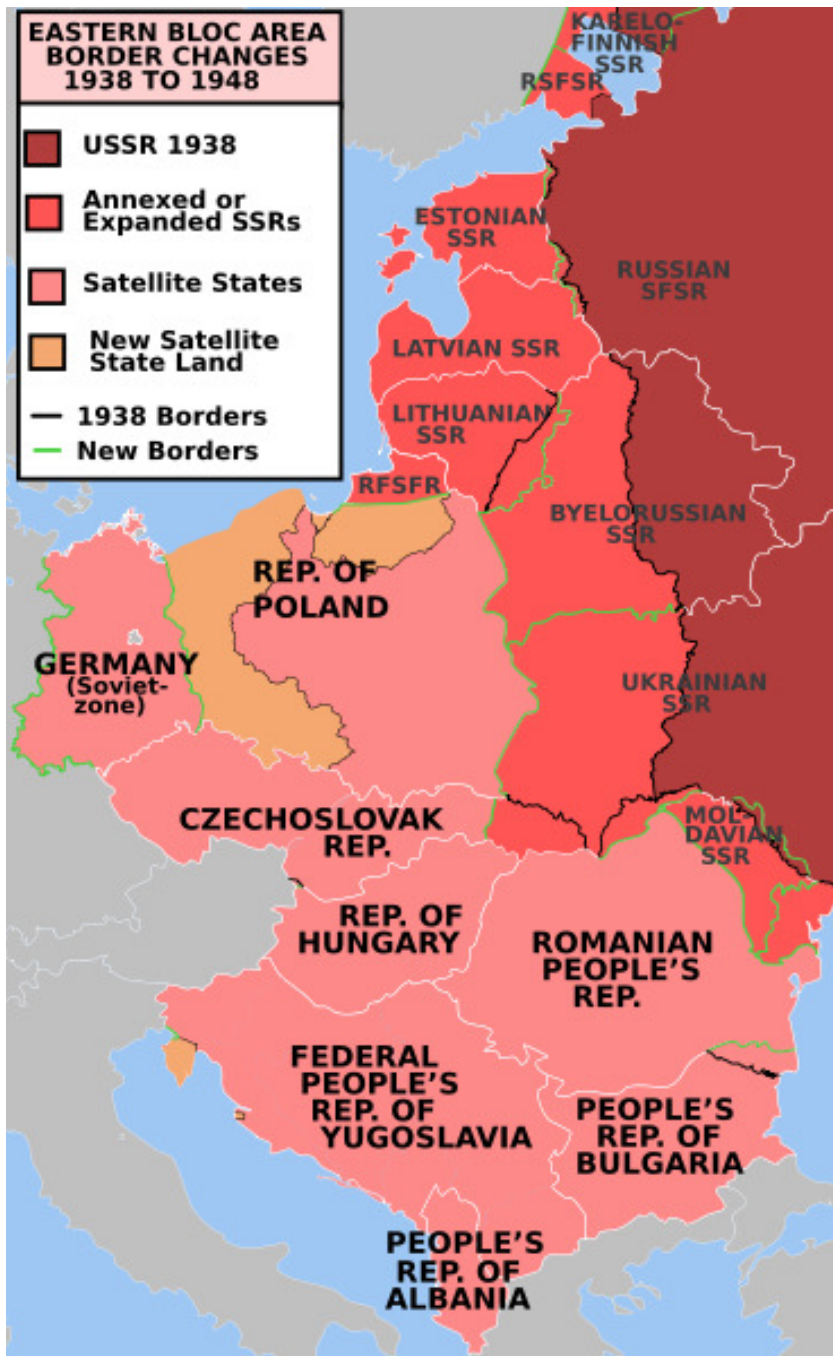 EASTERN BLOC AREA
BORDER CHANGES
1938 TO 1948
USSR 1938
Annexed or
Expanded SSRs
Satellite States
New Satellite
State Land
1938 Borders
New Borders
KARELO-
FINNISH
SSR
RSFSR
ESTONIAN
SSR
RUSSIAN
SFSR
LATVIAN SSR
LITHUANIAN
SSR
RFSFR
BYELORUSSIAN
SSR
REP. OF
POLAND
GERMANY
(Soviet-
zone)
UKRAINIAN
SSR
CZECHOSLOVAK
REP.
MOL-
DAVIAN
SSR
REP. OF
HUNGARY
ROMANIAN
PEOPLE'S
REP.
FEDERAL
PEOPLE'S
REP. OF
YUGOSLAVIA
PEOPLE'S
REP. OF
BULGARIA
PEOPLE'S
REP. OF
ALBANIA